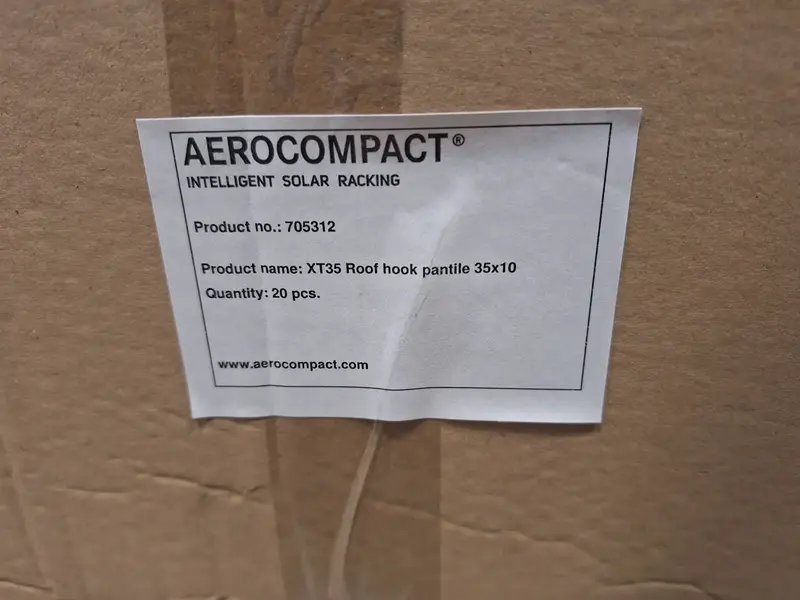 AEROCOMPACT®
INTELLIGENT SOLAR RACKING
Product no.: 705312
Product name: XT35 Roof hook pantile 35x10
Quantity: 20 pcs.
www.aerocompact.com